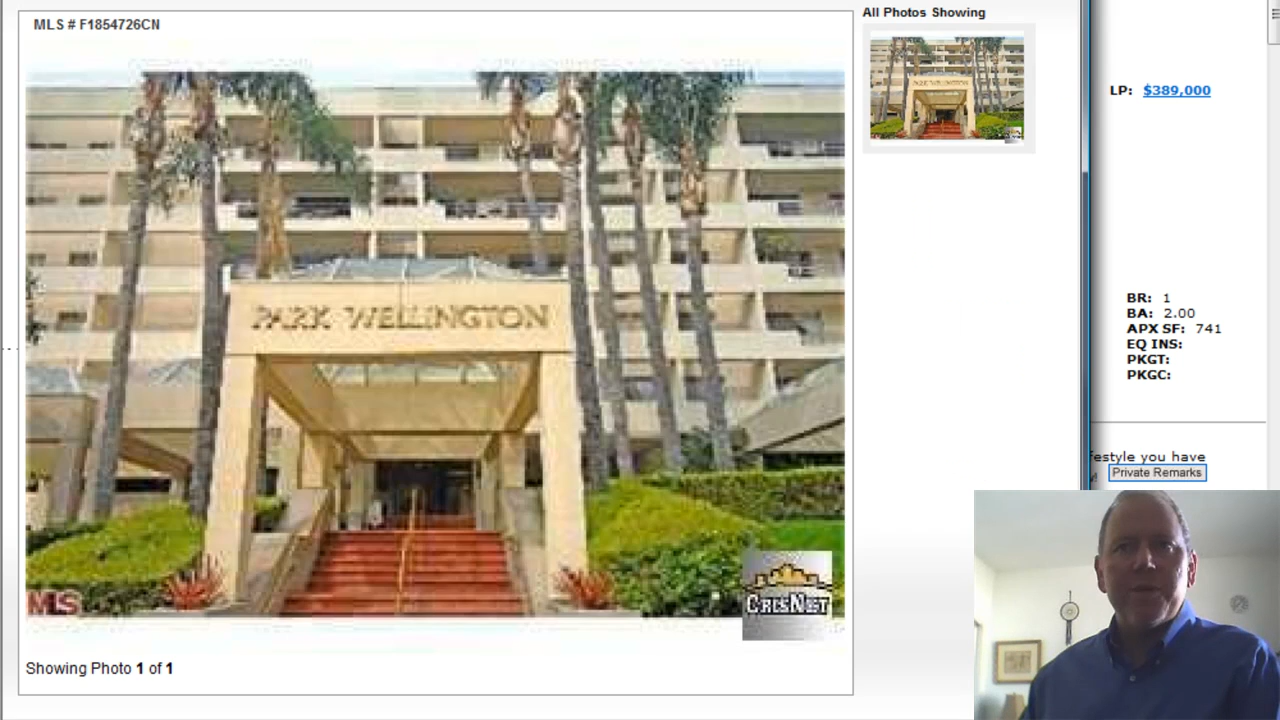 MLS # F1854726CN
All Photos Showing
LP: $389,000
PARK WELLINGTON
BR: 1
BA: 2.00
APX SF: 741
EQ INS:
PKGT:
PKGC:
festyle you have
Private Remarks
MLS
CRESNET
Showing Photo 1 of 1